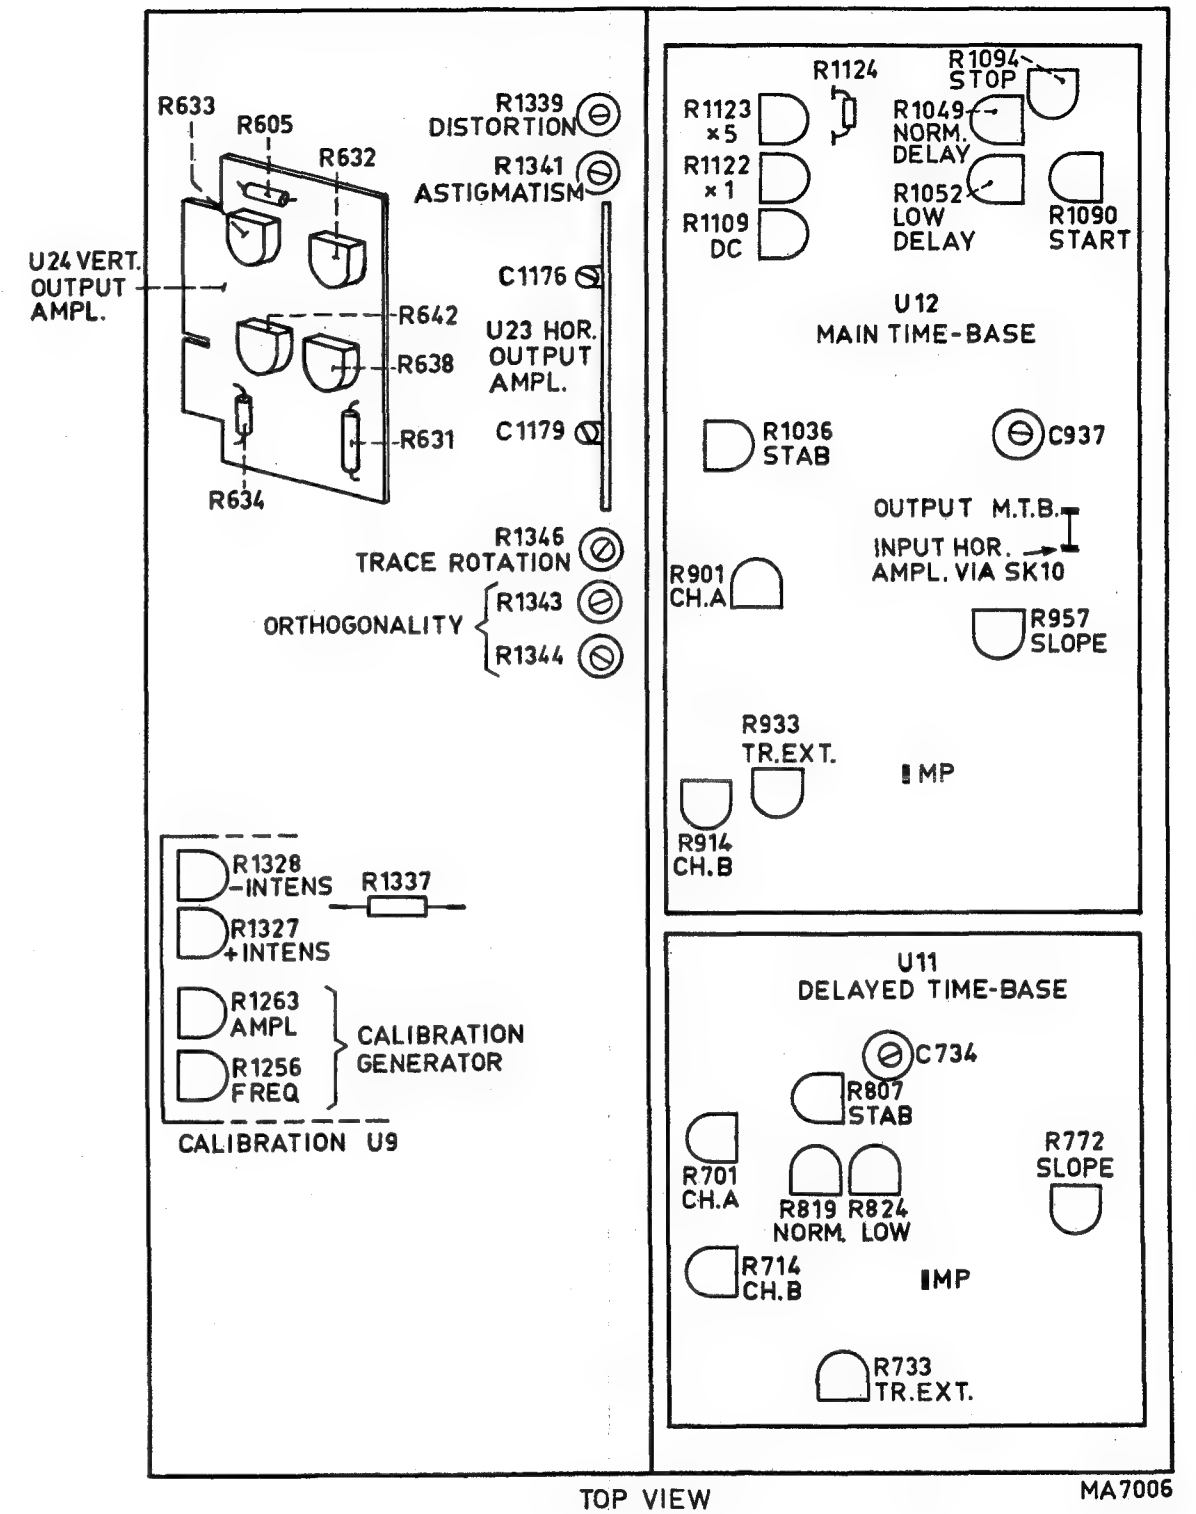 R633
R605
R632
U24 VERT.
OUTPUT
AMPL.
R642
R638
R631
R634
R1339
DISTORTION
R1341
ASTIGMATISM
C1176
U23 HOR.
OUTPUT
AMPL.
C1179
R1346
TRACE ROTATION
ORTHOGONALITY
R1343
R1344
R1328
-INTENS
R1337
R1327
+INTENS
R1263
AMPL
R1256
FREQ
CALIBRATION
GENERATOR
CALIBRATION U9
R1123
×5
R1124
R1122
×1
R1109
DC
R1094
STOP
R1049
NORM.
DELAY
R1052
LOW
DELAY
R1090
START
U12
MAIN TIME-BASE
R1036
STAB
C937
OUTPUT M.T.B.
INPUT HOR.
AMPL. VIA SK10
R901
CH.A
R957
SLOPE
R933
TR.EXT.
MP
R914
CH.B
U11
DELAYED TIME-BASE
C734
R807
STAB
R701
CH.A
R819
NORM.
R824
LOW
R772
SLOPE
R714
CH.B
MP
R733
TR.EXT.
TOP VIEW
MA7006